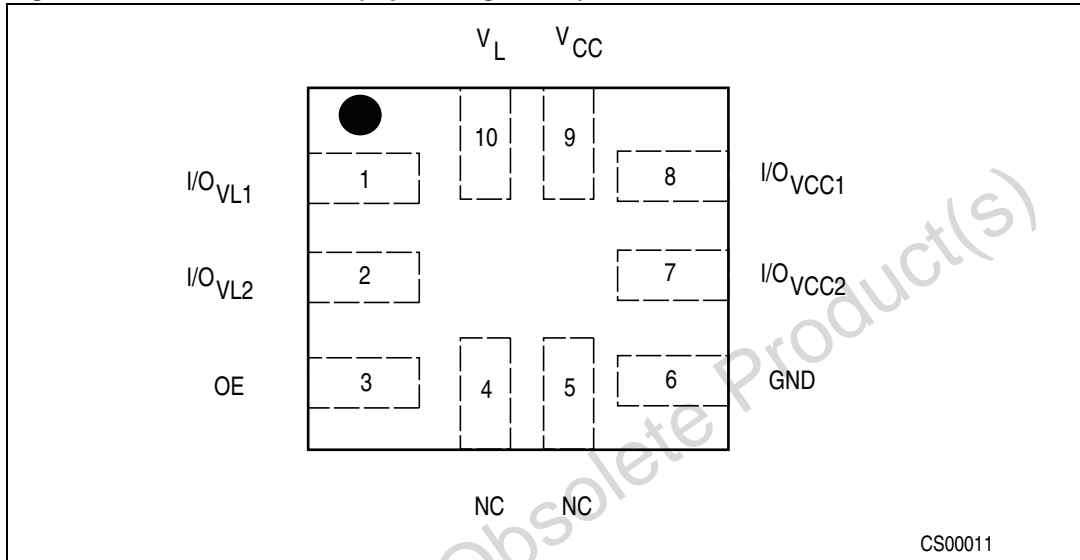 V_L V_CC
10 9
I/O_VL1 1 8 I/O_VCC1
I/O_VL2 2 7 I/O_VCC2
OE 3 4 5 6 GND
NC NC
CS00011
Obsolete Product(s)